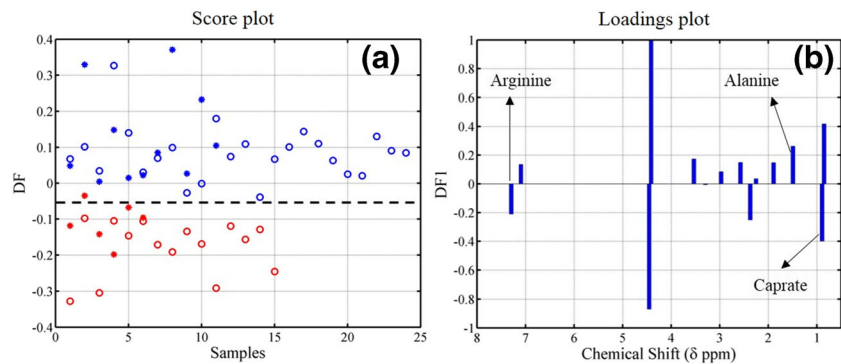 Score plot
(a)
0.4
0.3
0.2
0.1
0
-0.1
-0.2
-0.3
-0.4
DF
0 5 10 15 20 25
Samples
Loadings plot
(b)
Arginine
Alanine
Caprate
1
0.8
0.6
0.4
0.2
0
-0.2
-0.4
-0.6
-0.8
-1
DF1
8 7 6 5 4 3 2 1
Chemical Shift (δ ppm)